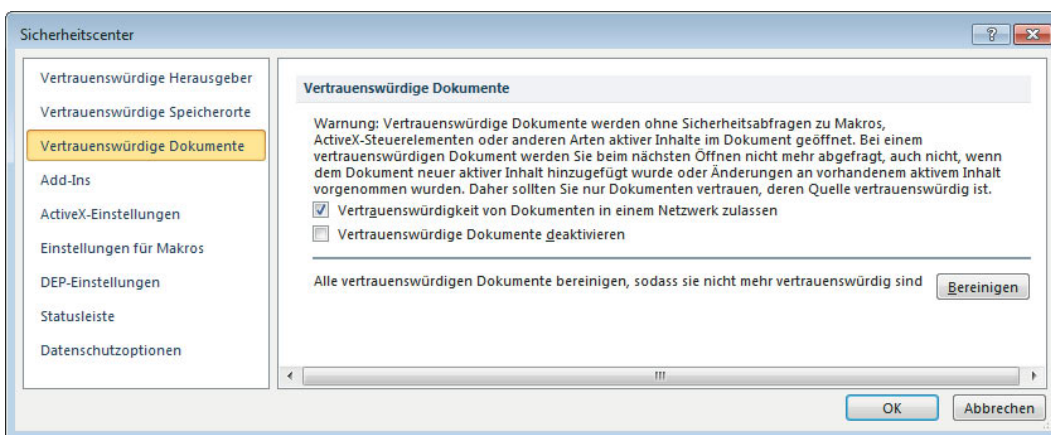 Sicherheitscenter
Vertrauenswürdige Herausgeber
Vertrauenswürdige Speicherorte
Vertrauenswürdige Dokumente
Add-Ins
ActiveX-Einstellungen
Einstellungen für Makros
DEP-Einstellungen
Statusleiste
Datenschutzoptionen
Vertrauenswürdige Dokumente
Warnung: Vertrauenswürdige Dokumente werden ohne Sicherheitsabfragen zu Makros,
ActiveX-Steuerelementen oder anderen Arten aktiver Inhalte im Dokument geöffnet. Bei einem
vertrauenswürdigen Dokument werden Sie beim nächsten Öffnen nicht mehr abgefragt, auch nicht, wenn
dem Dokument neuer aktiver Inhalt hinzugefügt wurde oder Änderungen an vorhandenem aktivem Inhalt
vorgenommen wurden. Daher sollten Sie nur Dokumenten vertrauen, deren Quelle vertrauenswürdig ist.
Vertrauenswürdigkeit von Dokumenten in einem Netzwerk zulassen
Vertrauenswürdige Dokumente deaktivieren
Alle vertrauenswürdigen Dokumente bereinigen, sodass sie nicht mehr vertrauenswürdig sind
Bereinigen
OK
Abbrechen